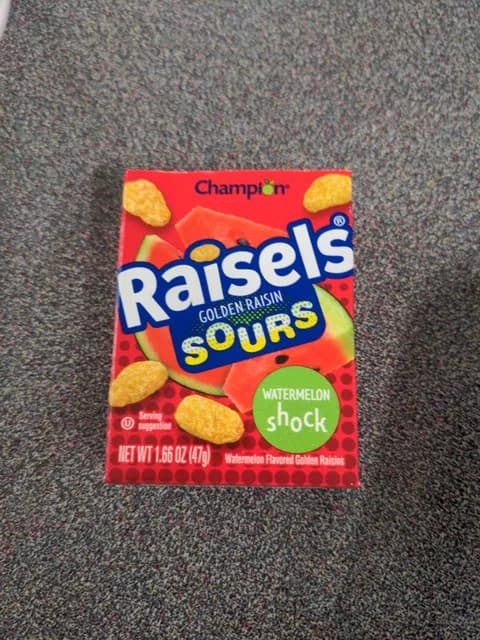 Champion®
Raisels®
GOLDEN RAISIN
SOURS
WATERMELON
shock
U
Serving
suggestion
NET WT 1.66 OZ (47g)
Watermelon Flavored Golden Raisins